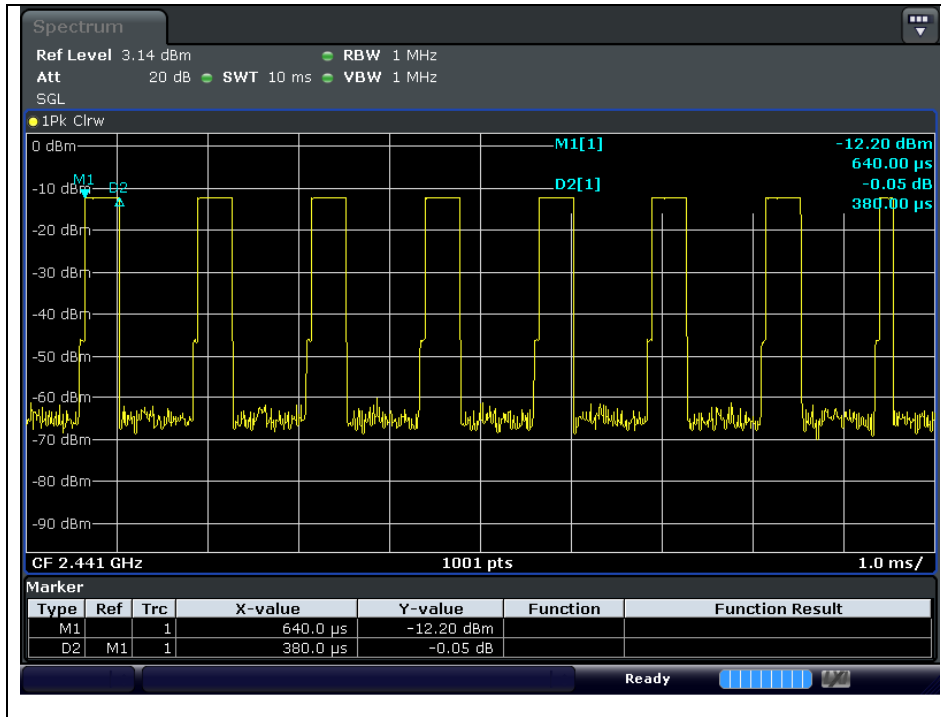 Spectrum
Ref Level 3.14 dBm RBW 1 MHz
Att 20 dB SWT 10 ms VBW 1 MHz
SGL
1Pk Clrw
0 dBm
M1[1] -12.20 dBm
640.00 µs
D2[1] -0.05 dB
380.00 µs
M1
D2
-10 dBm
-20 dBm
-30 dBm
-40 dBm
-50 dBm
-60 dBm
-70 dBm
-80 dBm
-90 dBm
CF 2.441 GHz 1001 pts 1.0 ms/
Marker
Type Ref Trc X-value Y-value Function Function Result
M1 1 640.0 µs -12.20 dBm
D2 M1 1 380.0 µs -0.05 dB
Ready